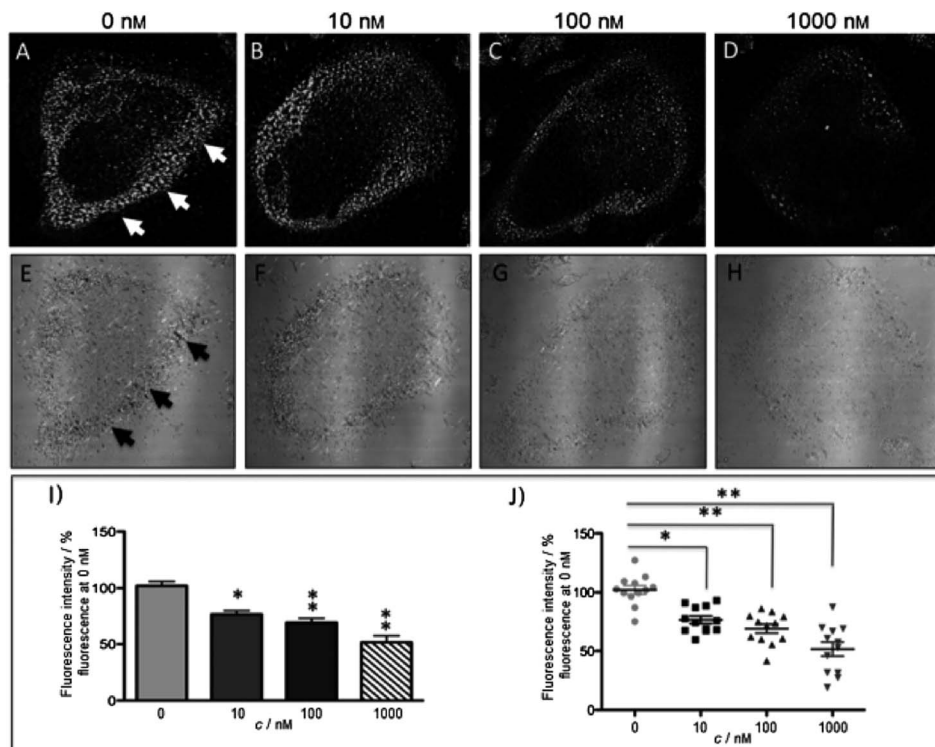 0 nM 10 nM 100 nM 1000 nM
A B C D
E F G H
I)
Fluorescence intensity / %
fluorescence at 0 nM
150
100
50
0
*
**
**
0 10 100 1000
c / nM
J)
Fluorescence intensity / %
fluorescence at 0 nM
150
100
50
0
**
**
*
0 10 100 1000
c / nM